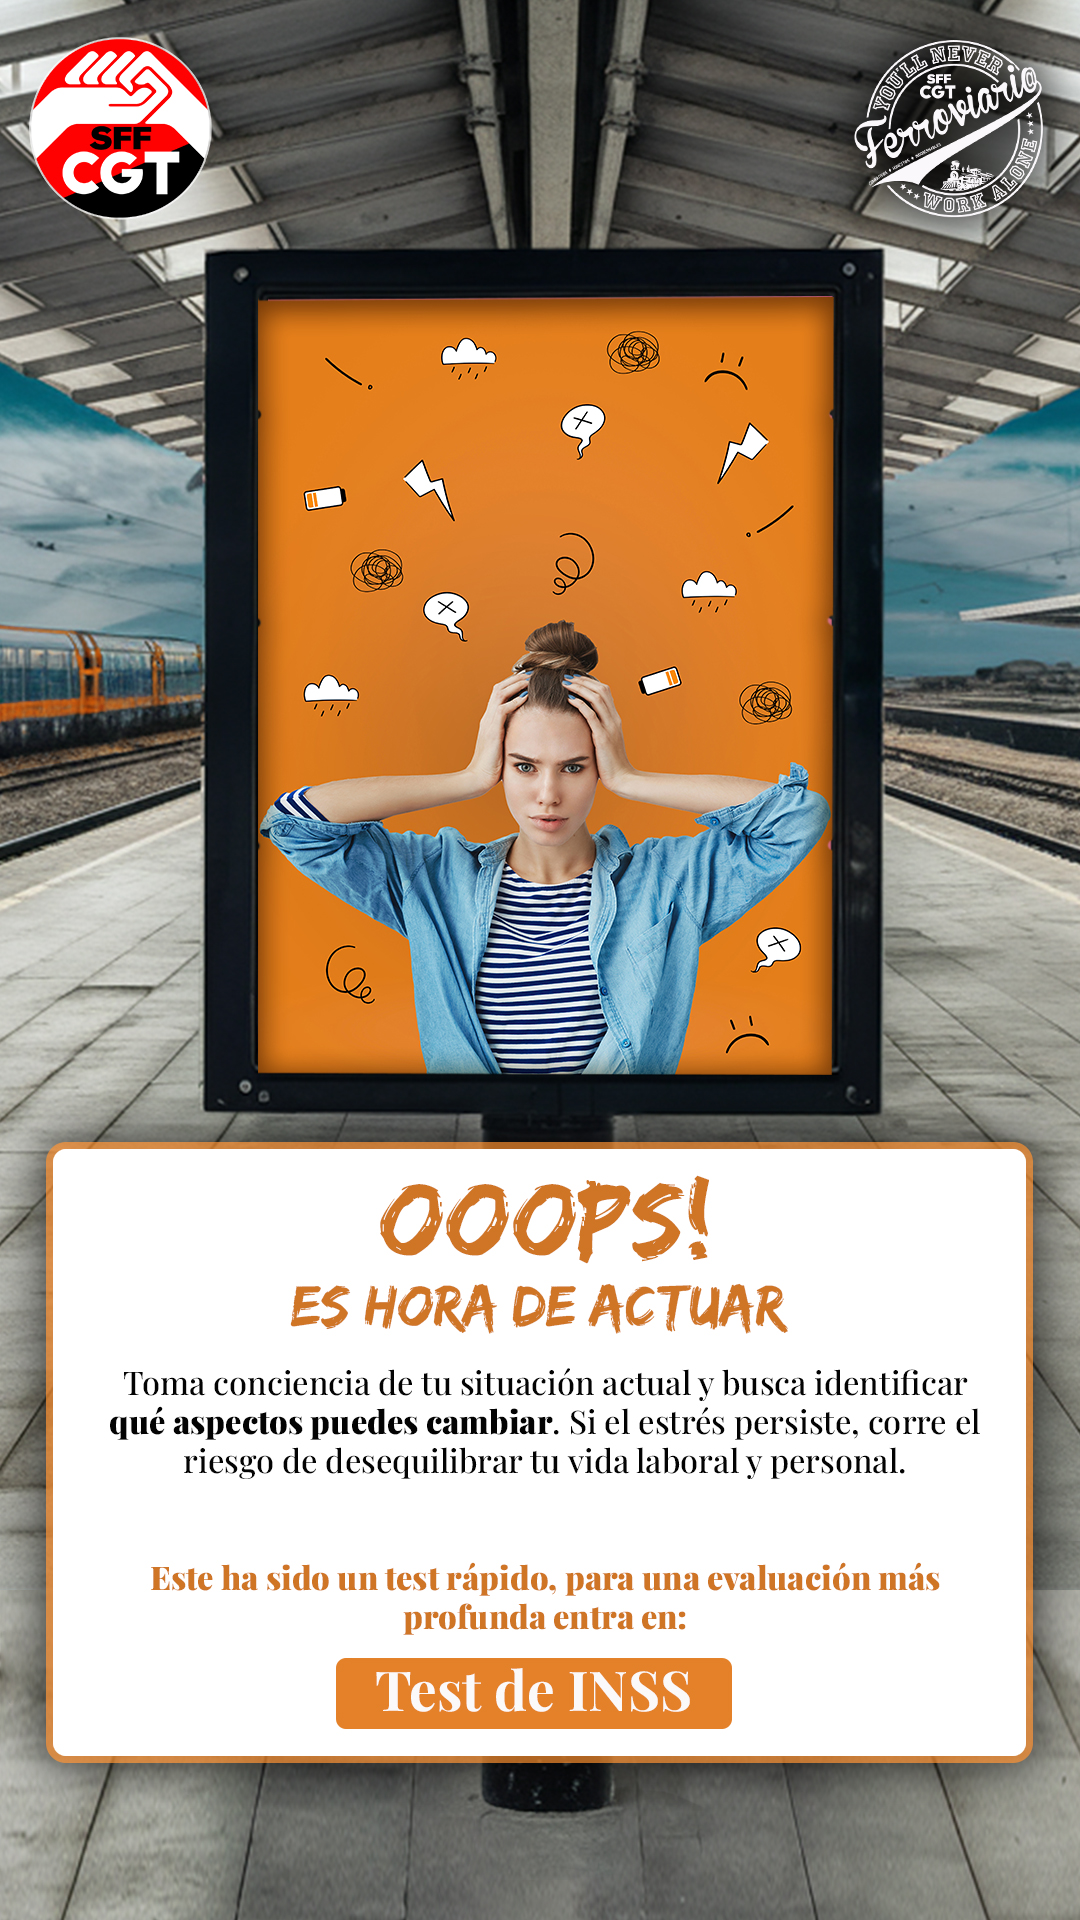 SFF
CGT
YOU'LL NEVER
SFF
CGT
Ferroviario
WORK ALONE
OOOPS!
ES HORA DE ACTUAR
Toma conciencia de tu situación actual y busca identificar
qué aspectos puedes cambiar. Si el estrés persiste, corre el
riesgo de desequilibrar tu vida laboral y personal.
Este ha sido un test rápido, para una evaluación más
profunda entra en:
Test de INSS